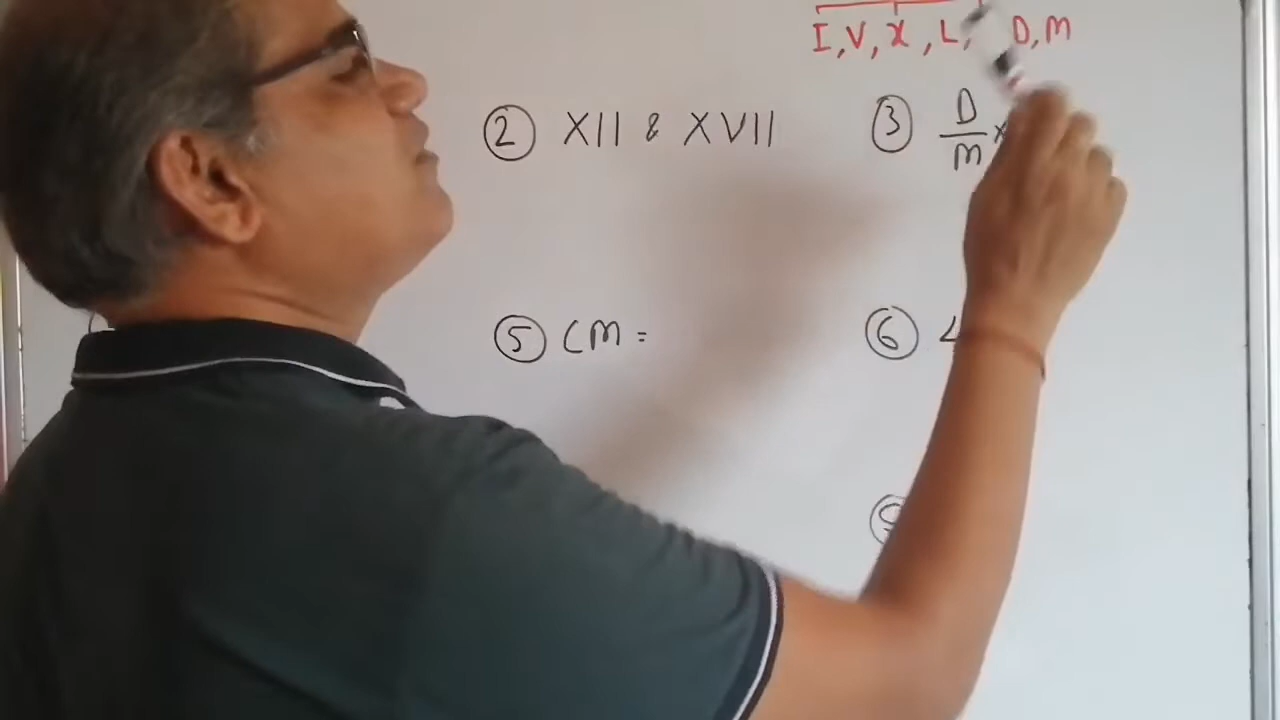 I, V, X, L, D, M
② XII & XVII
③ D/M ×
⑤ CM =
⑥